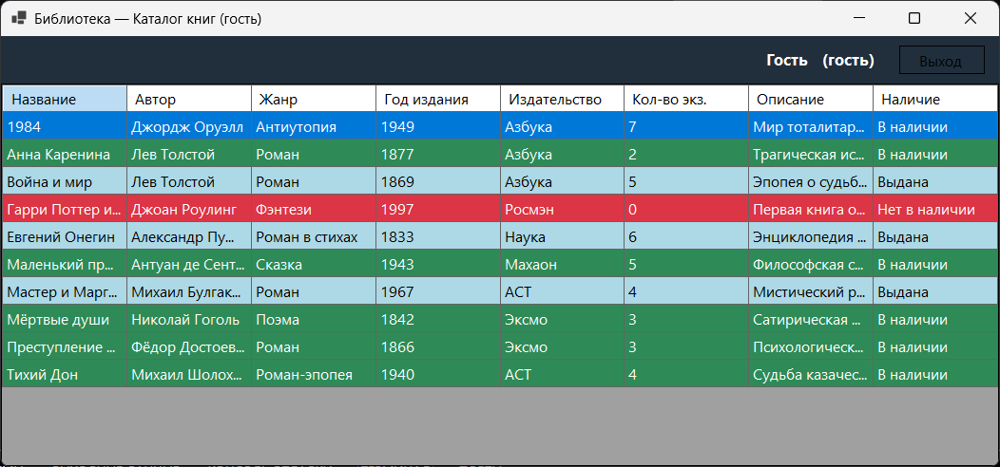 Библиотека — Каталог книг (гость)
Гость (гость) Выход
Название Автор Жанр Год издания Издательство Кол-во экз. Описание Наличие
1984 Джордж Оруэлл Антиутопия 1949 Азбука 7 Мир тоталитар... В наличии
Анна Каренина Лев Толстой Роман 1877 Азбука 2 Трагическая ис... В наличии
Война и мир Лев Толстой Роман 1869 Азбука 5 Эпопея о судьб... Выдана
Гарри Поттер и... Джоан Роулинг Фэнтези 1997 Росмэн 0 Первая книга о... Нет в наличии
Евгений Онегин Александр Пу... Роман в стихах 1833 Наука 6 Энциклопедия ... Выдана
Маленький пр... Антуан де Сент... Сказка 1943 Махаон 5 Философская с... В наличии
Мастер и Марг... Михаил Булгак... Роман 1967 АСТ 4 Мистический р... Выдана
Мёртвые души Николай Гоголь Поэма 1842 Эксмо 3 Сатирическая ... В наличии
Преступление ... Фёдор Достоев... Роман 1866 Эксмо 3 Психологическ... В наличии
Тихий Дон Михаил Шолох... Роман-эпопея 1940 АСТ 4 Судьба казачес... В наличии